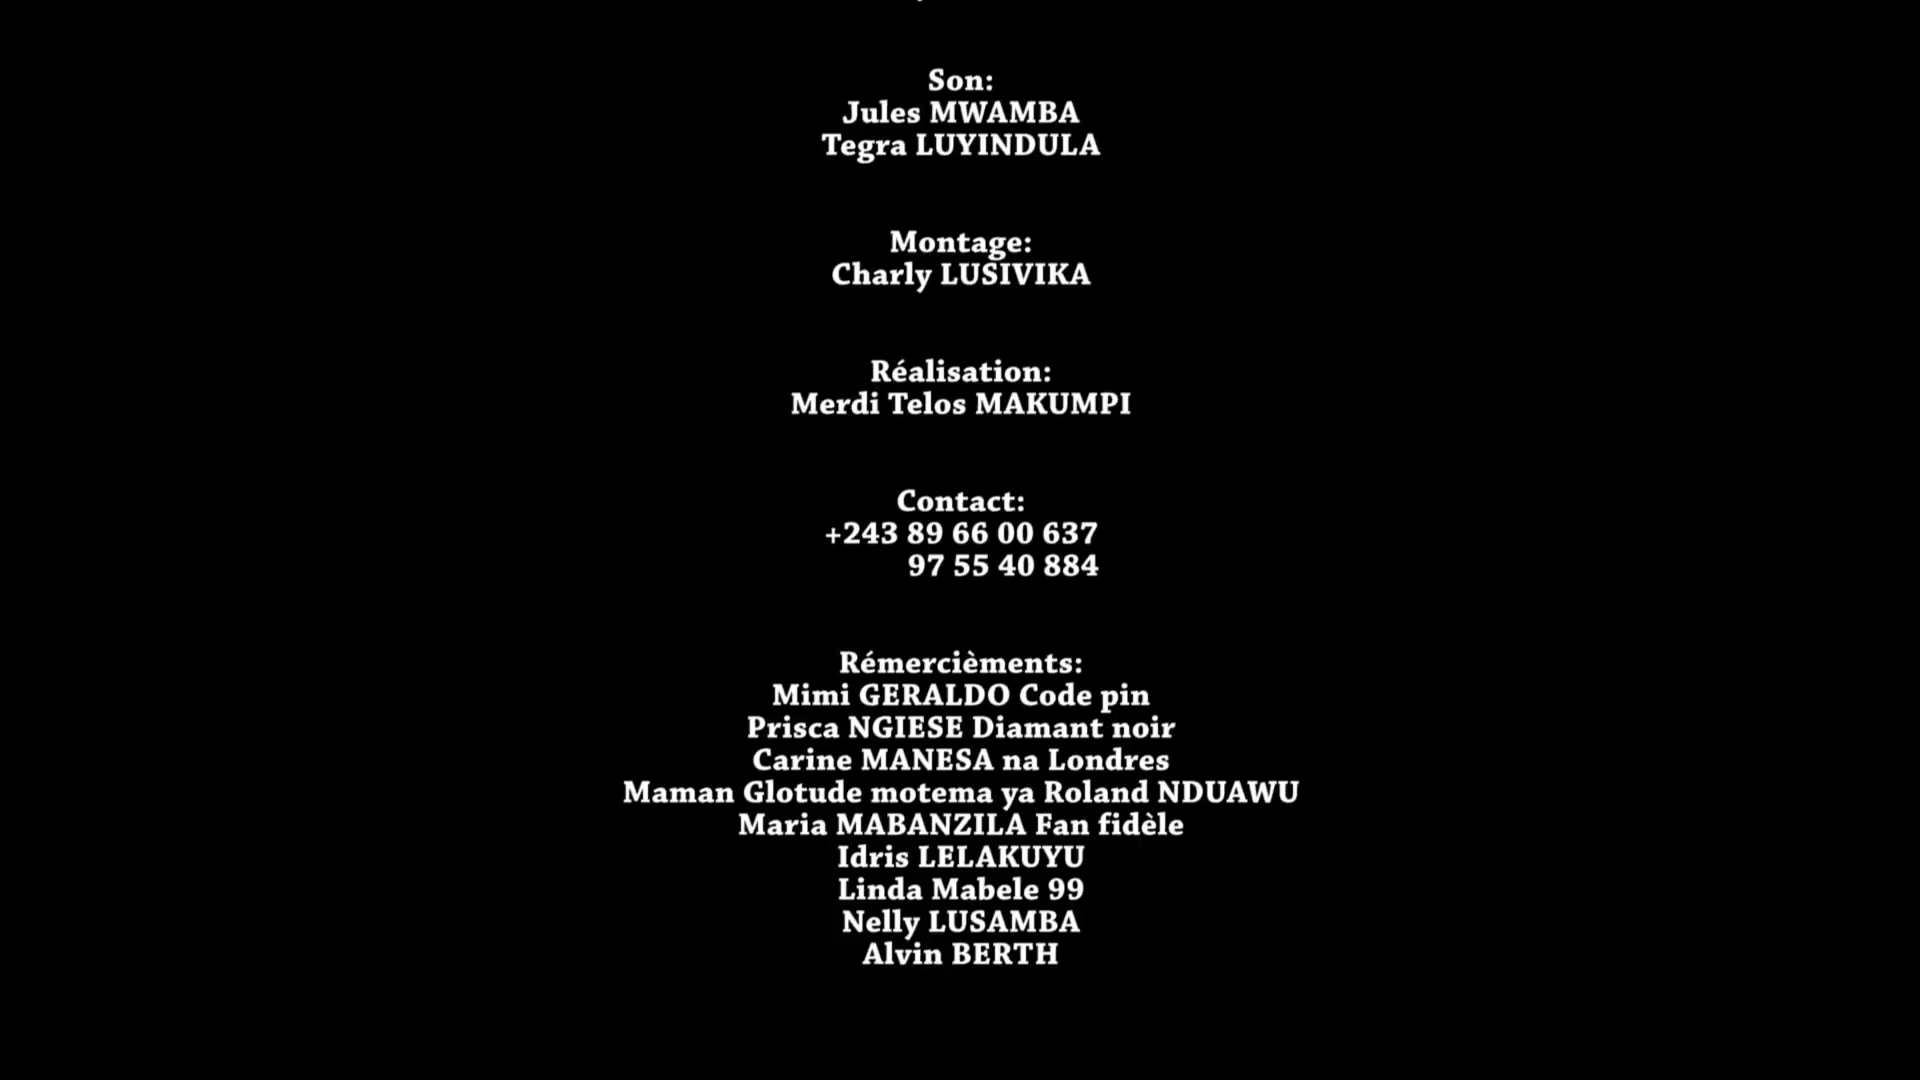 Son:
Jules MWAMBA
Tegra LUYINDULA
Montage:
Charly LUSIVIKA
Réalisation:
Merdi Telos MAKUMPI
Contact:
+243 89 66 00 637
97 55 40 884
Rémercièments:
Mimi GERALDO Code pin
Prisca NGIESE Diamant noir
Carine MANESA na Londres
Maman Glotude motema ya Roland NDUAWU
Maria MABANZILA Fan fidèle
Idris LELAKUYU
Linda Mabele 99
Nelly LUSAMBA
Alvin BERTH